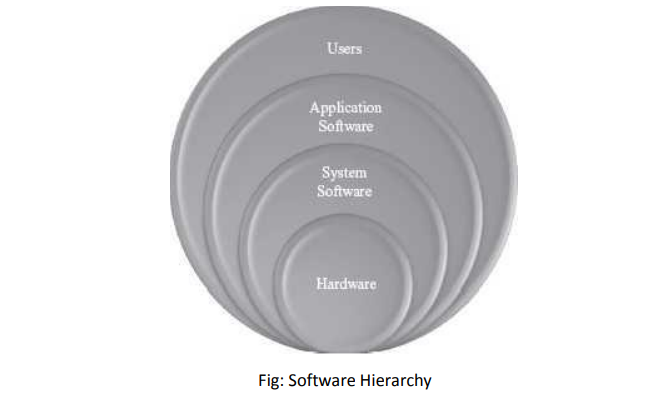 Users
Application
Software
System
Software
Hardware
Fig: Software Hierarchy